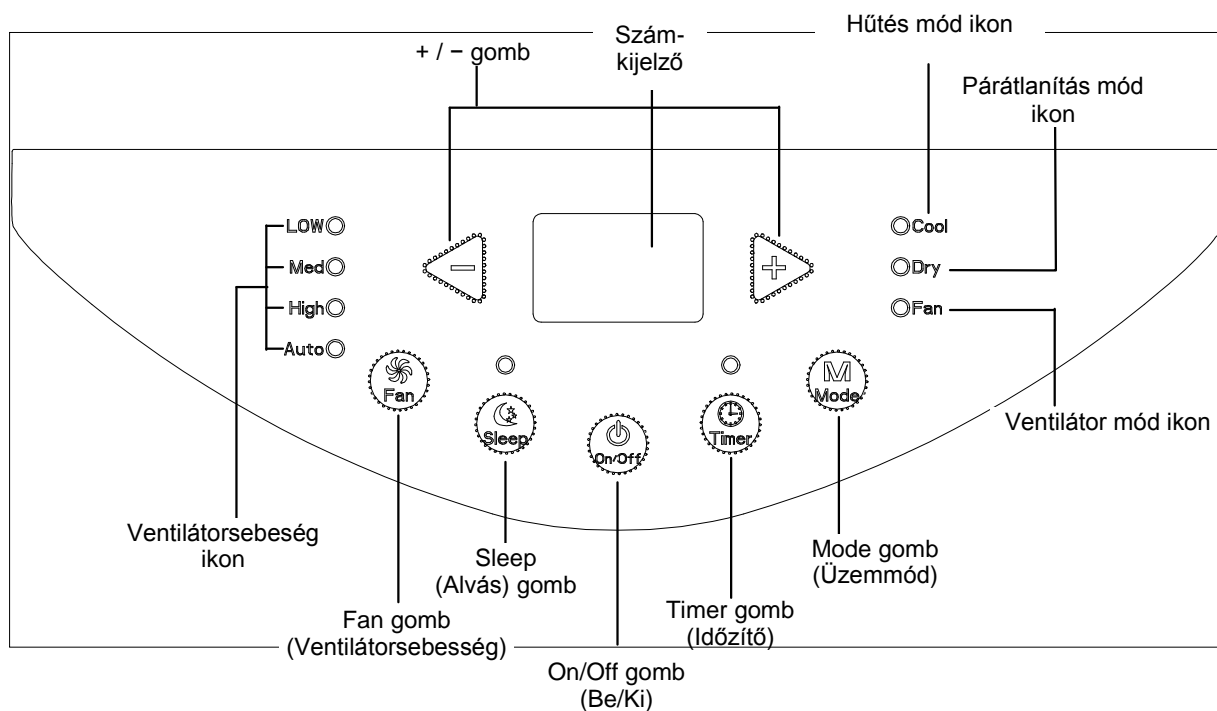 + / − gomb
Szám-
kijelző
Hűtés mód ikon
Párátlanítás mód
ikon
LOW
Med
High
Auto
−
+
Cool
Dry
Fan
Fan
Sleep
On/Off
Timer
M
Mode
Ventilátor mód ikon
Ventilátorsebeség
ikon
Sleep
(Alvás) gomb
Mode gomb
(Üzemmód)
Fan gomb
(Ventilátorsebesség)
Timer gomb
(Időzítő)
On/Off gomb
(Be/Ki)